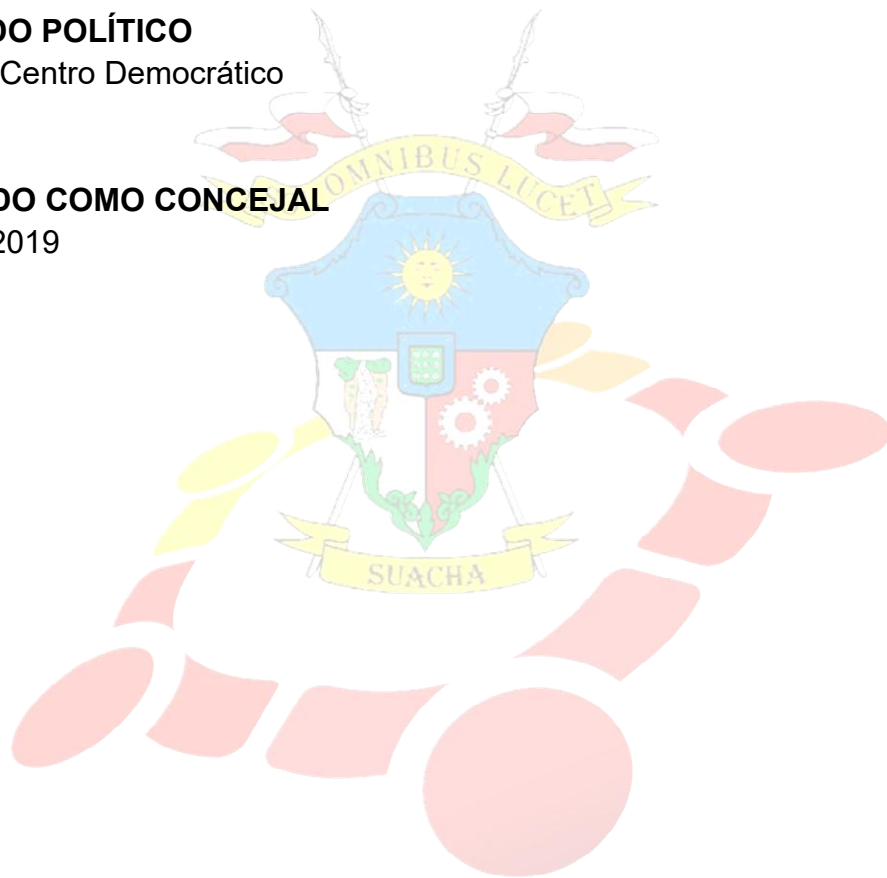 DO POLÍTICO
Centro Democrático
OMNIBUS LUCET
DO COMO CONCEJAL
2019
SUACHA